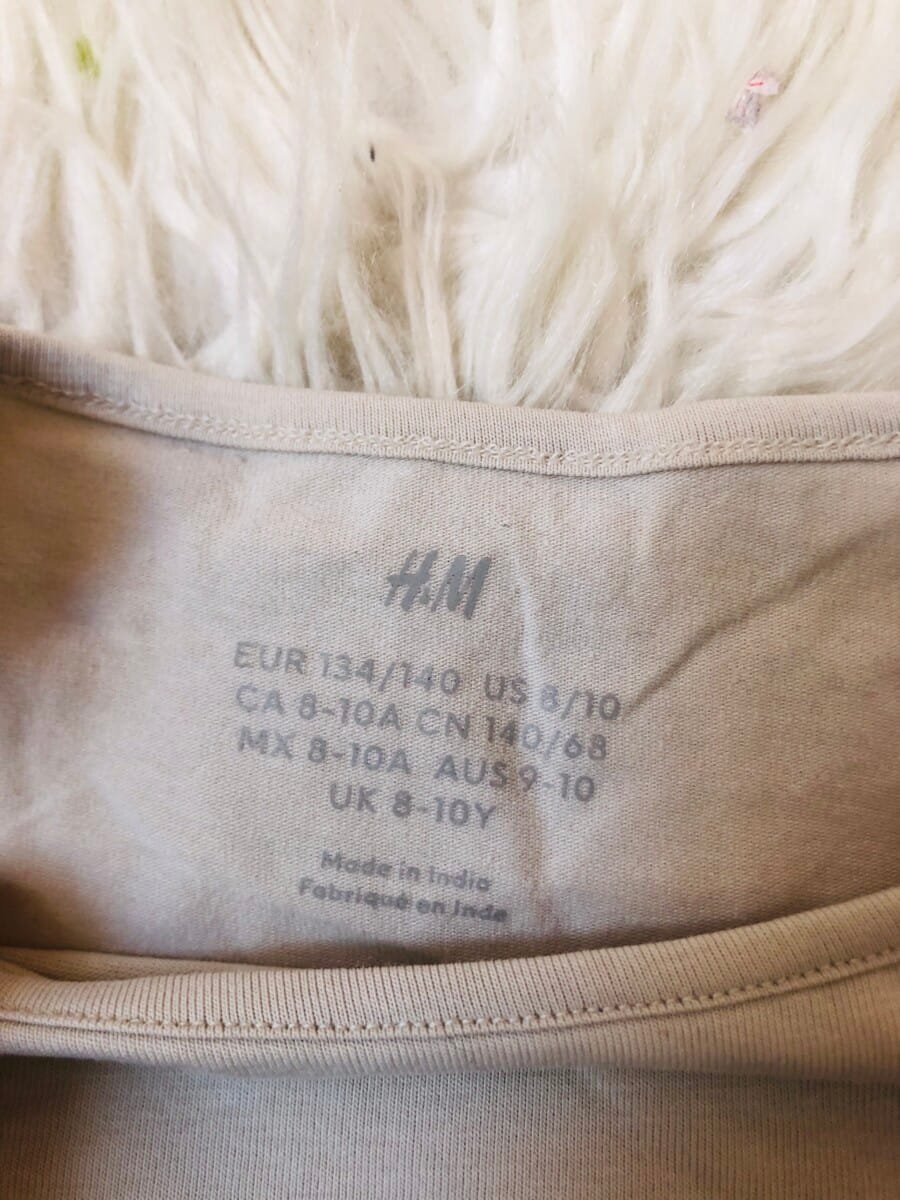 H&M
EUR 134/140 US 8/10
CA 8-10A CN 140/68
MX 8-10A AUS 9-10
UK 8-10Y
Made in India
Fabriqué en Inde